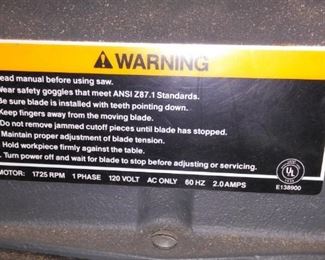 WARNING
ead manual before using saw.
Wear safety goggles that meet ANSI Z87.1 Standards.
Be sure blade is installed with teeth pointing down.
Keep fingers away from the moving blade.
Do not remove jammed cutoff pieces until blade has stopped.
Maintain proper adjustment of blade tension.
Hold workpiece firmly against the table.
. Turn power off and wait for blade to stop before adjusting or servicing.
MOTOR: 1725 RPM 1 PHASE 120 VOLT AC ONLY 60 HZ 2.0 AMPS
UL
E138900